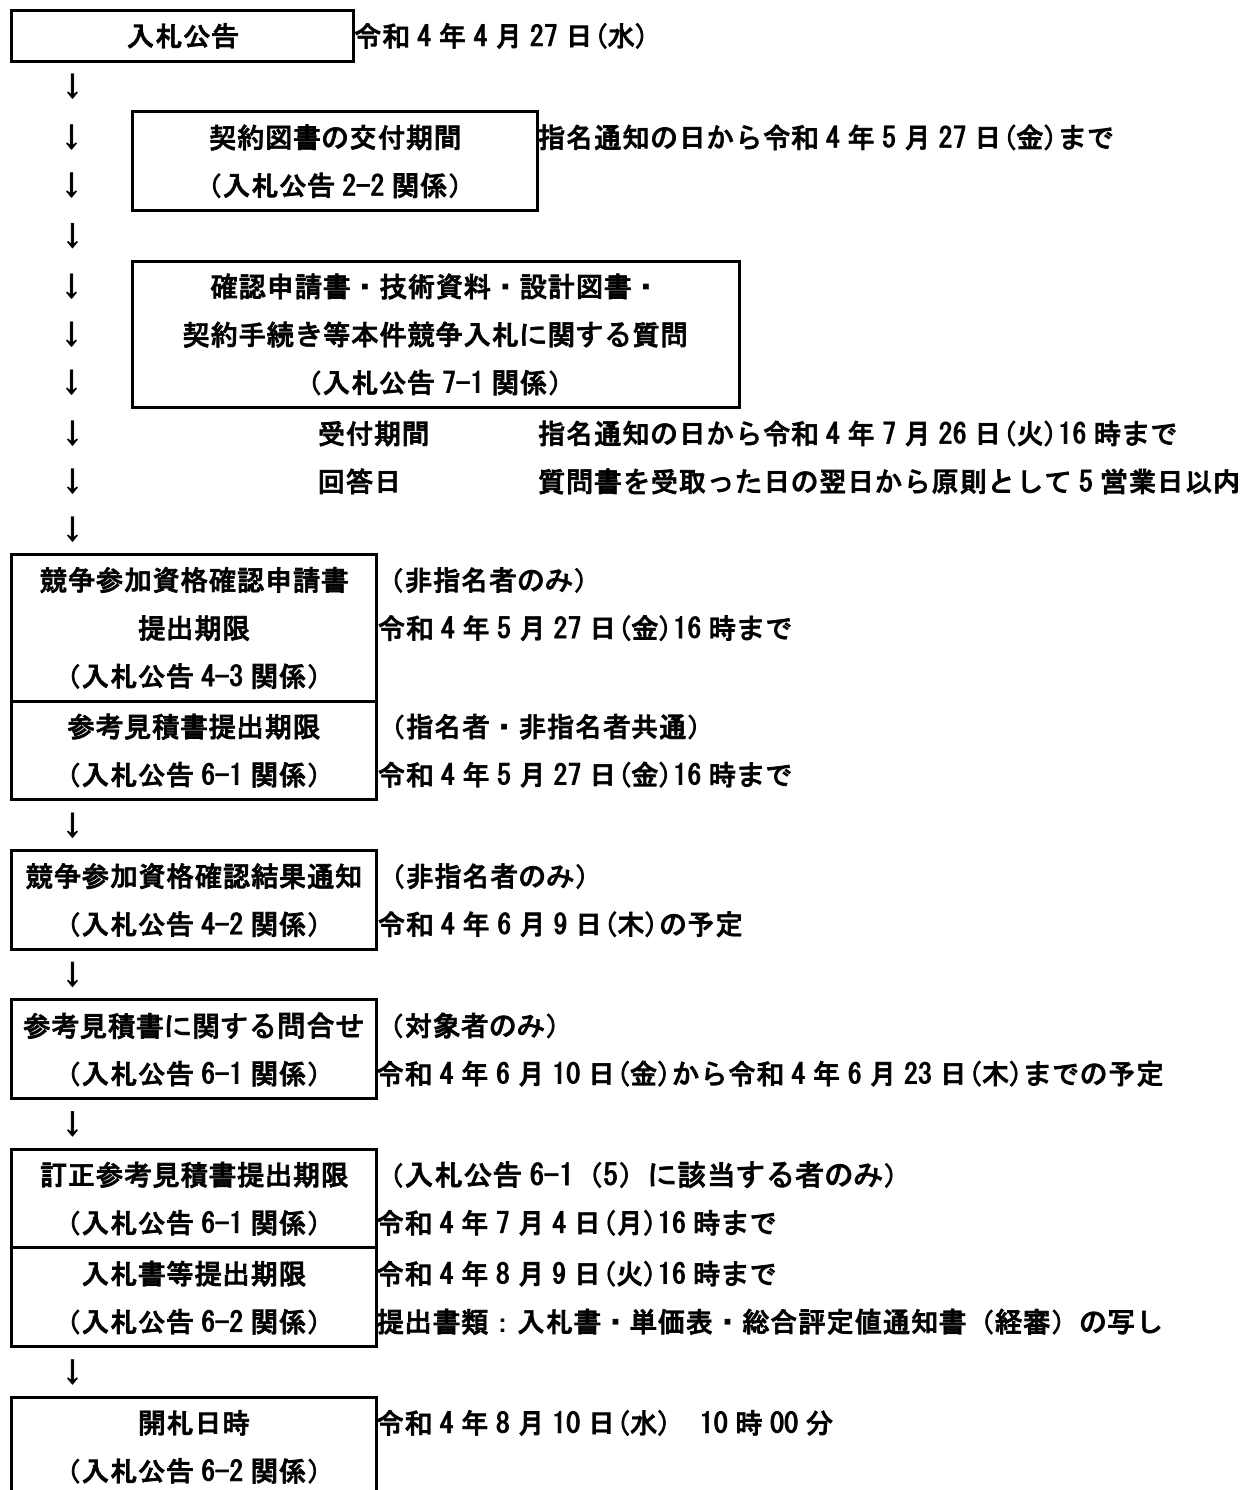 入札公告 令和4年4月27日(水)
↓
↓ 契約図書の交付期間 指名通知の日から令和4年5月27日(金)まで
↓ (入札公告2-2関係)
↓
↓ 確認申請書・技術資料・設計図書・
↓ 契約手続き等本件競争入札に関する質問
↓ (入札公告7-1関係)
↓ 受付期間 指名通知の日から令和4年7月26日(火)16時まで
↓ 回答日 質問書を受取った日の翌日から原則として5営業日以内
↓
競争参加資格確認申請書 (非指名者のみ)
提出期限 令和4年5月27日(金)16時まで
(入札公告4-3関係)
参考見積書提出期限 (指名者・非指名者共通)
(入札公告6-1関係) 令和4年5月27日(金)16時まで
↓
競争参加資格確認結果通知 (非指名者のみ)
(入札公告4-2関係) 令和4年6月9日(木)の予定
↓
参考見積書に関する問合せ (対象者のみ)
(入札公告6-1関係) 令和4年6月10日(金)から令和4年6月23日(木)までの予定
↓
訂正参考見積書提出期限 (入札公告6-1(5)に該当する者のみ)
(入札公告6-1関係) 令和4年7月4日(月)16時まで
入札書等提出期限 令和4年8月9日(火)16時まで
(入札公告6-2関係) 提出書類:入札書・単価表・総合評定値通知書(経審)の写し
↓
開札日時 令和4年8月10日(水) 10時00分
(入札公告6-2関係)